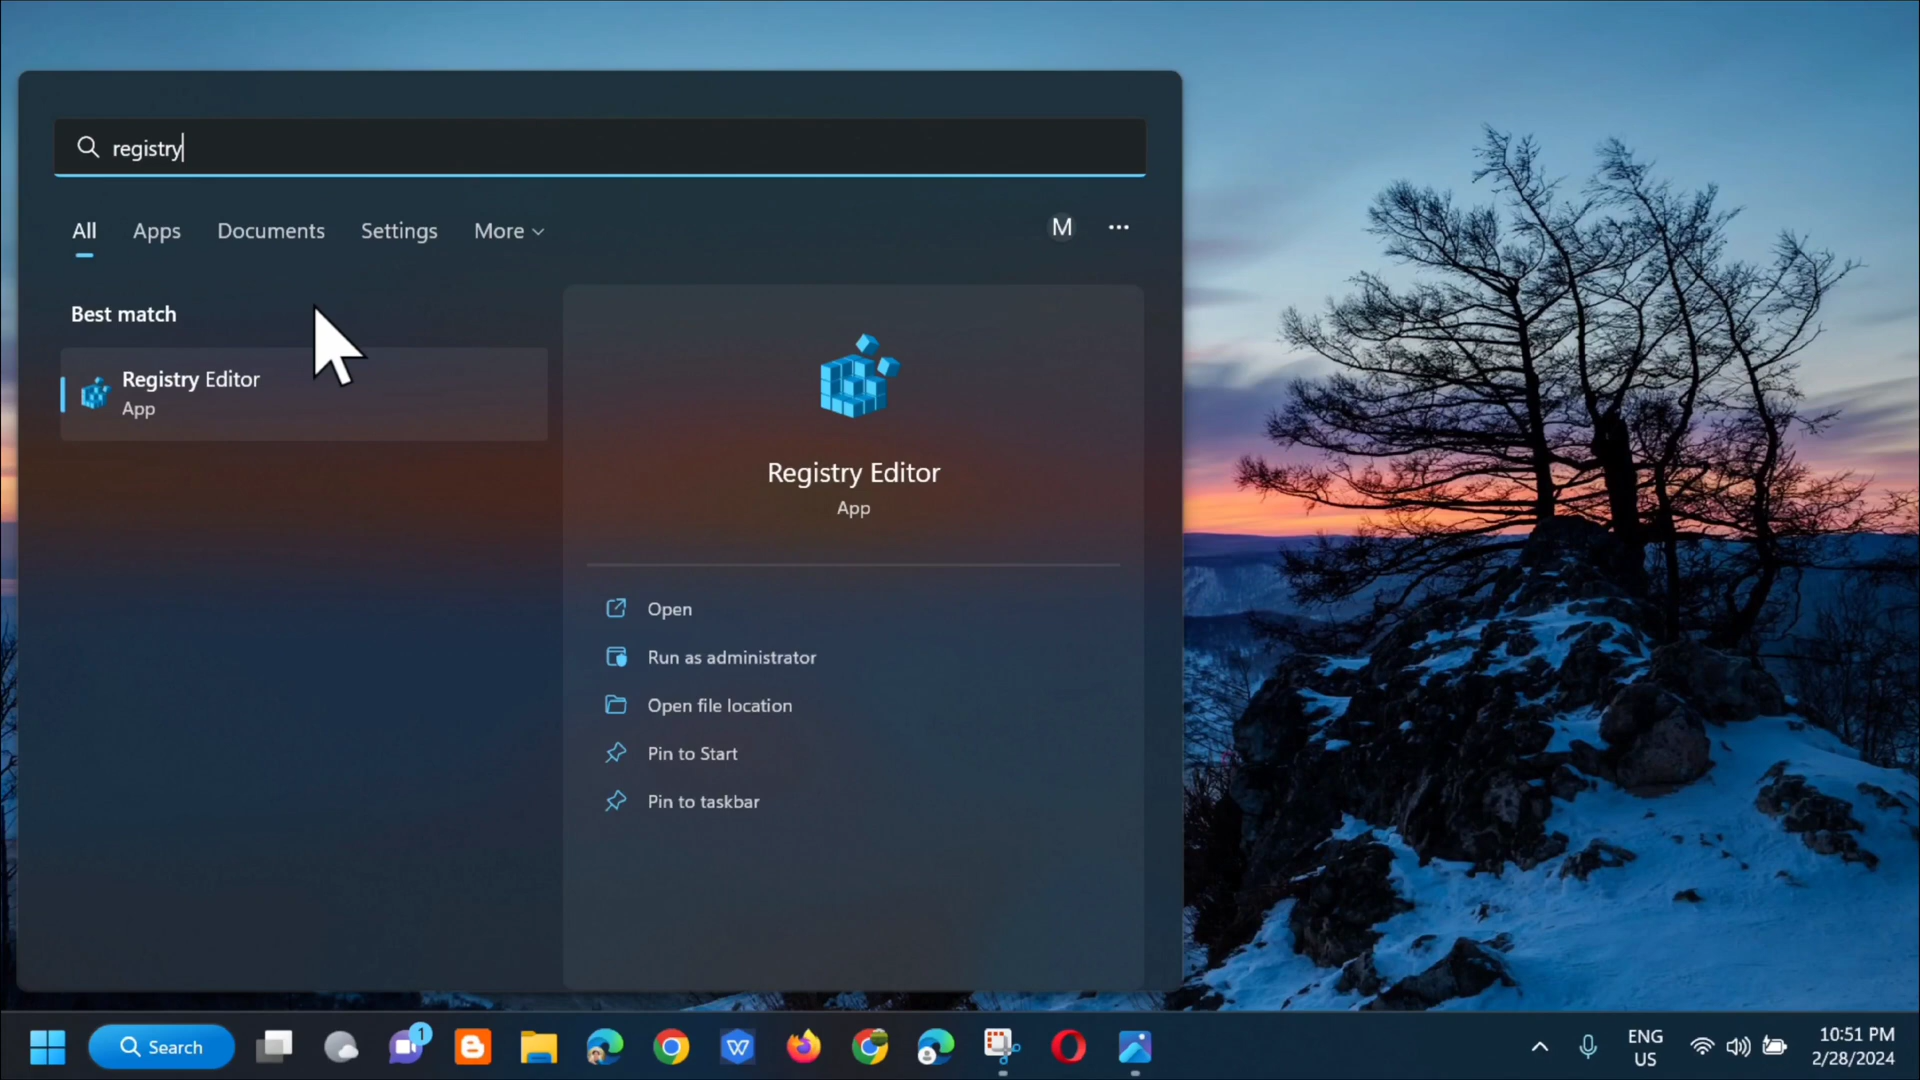 registry
All Apps Documents Settings More
M
Best match
Registry Editor
App
Registry Editor
App
Open
Run as administrator
Open file location
Pin to Start
Pin to taskbar
Search
1
ENG
US
10:51 PM
2/28/2024